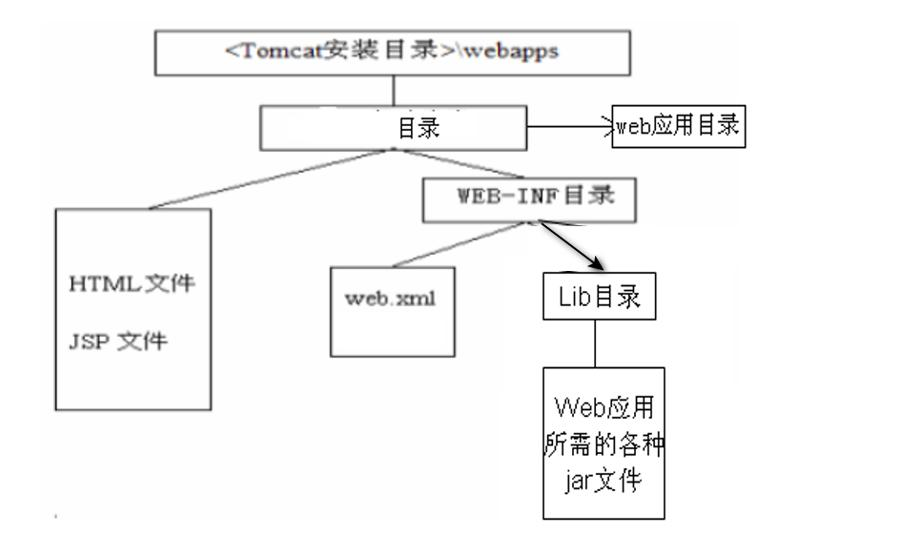 <Tomcat安装目录>\webapps
目录
web应用目录
WEB-INF目录
HTML文件
JSP 文件
web.xml
Lib目录
Web应用
所需的各种
jar文件